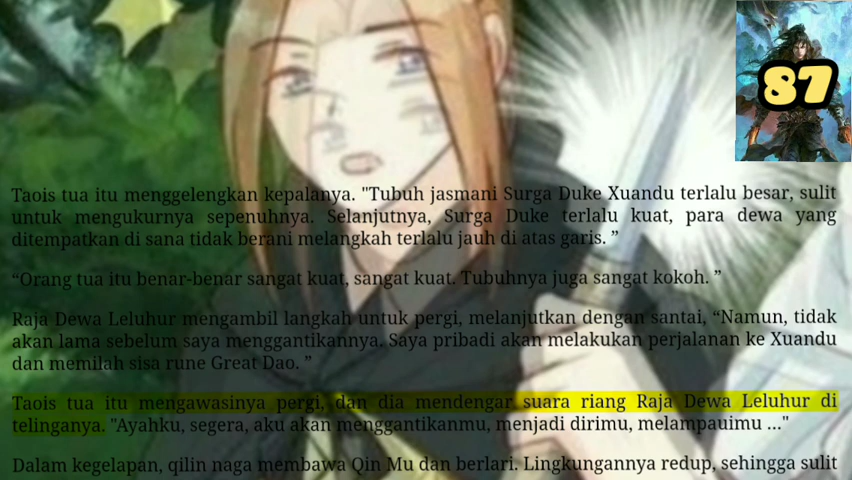 87
Taois tua itu menggelengkan kepalanya. "Tubuh jasmani Surga Duke Xuandu terlalu besar, sulit
untuk mengukurnya sepenuhnya. Selanjutnya, Surga Duke terlalu kuat, para dewa yang
ditempatkan di sana tidak berani melangkah terlalu jauh di atas garis. ”
“Orang tua itu benar-benar sangat kuat, sangat kuat. Tubuhnya juga sangat kokoh. ”
Raja Dewa Leluhur mengambil langkah untuk pergi, melanjutkan dengan santai, “Namun, tidak
akan lama sebelum saya menggantikannya. Saya pribadi akan melakukan perjalanan ke Xuandu
dan memilah sisa rune Great Dao. ”
Taois tua itu mengawasinya pergi, dan dia mendengar suara riang Raja Dewa Leluhur di
telinganya. "Ayahku, segera, aku akan menggantikanmu, menjadi dirimu, melampauimu ..."
Dalam kegelapan, qilin naga membawa Qin Mu dan berlari. Lingkungannya redup, sehingga sulit